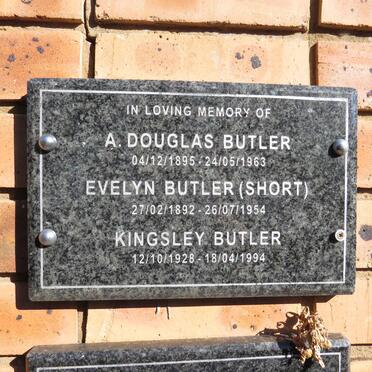 IN LOVING MEMORY OF
A. DOUGLAS BUTLER
04/12/1895 - 24/05/1963
EVELYN BUTLER (SHORT)
27/02/1892 - 26/07/1954
KINGSLEY BUTLER
12/10/1928 - 18/04/1994